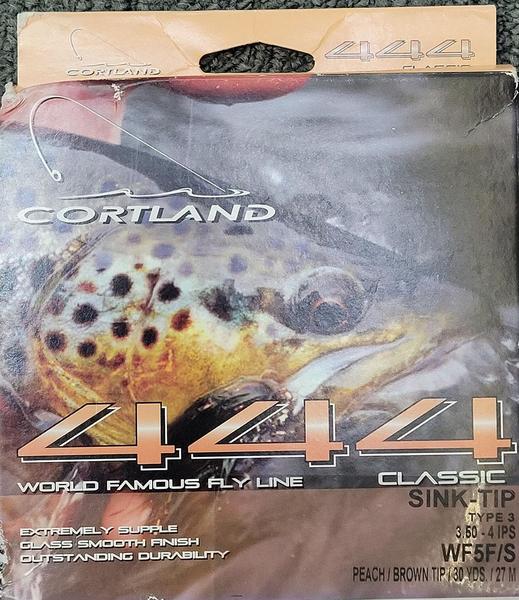 CORTLAND
444
CLASSIC
CORTLAND
444
WORLD FAMOUS FLY LINE
CLASSIC
SINK-TIP
TYPE 3
3.50 - 4 IPS
WF5F/S
PEACH / BROWN TIP / 30 YDS. / 27 M
EXTREMELY SUPPLE
GLASS SMOOTH FINISH
OUTSTANDING DURABILITY